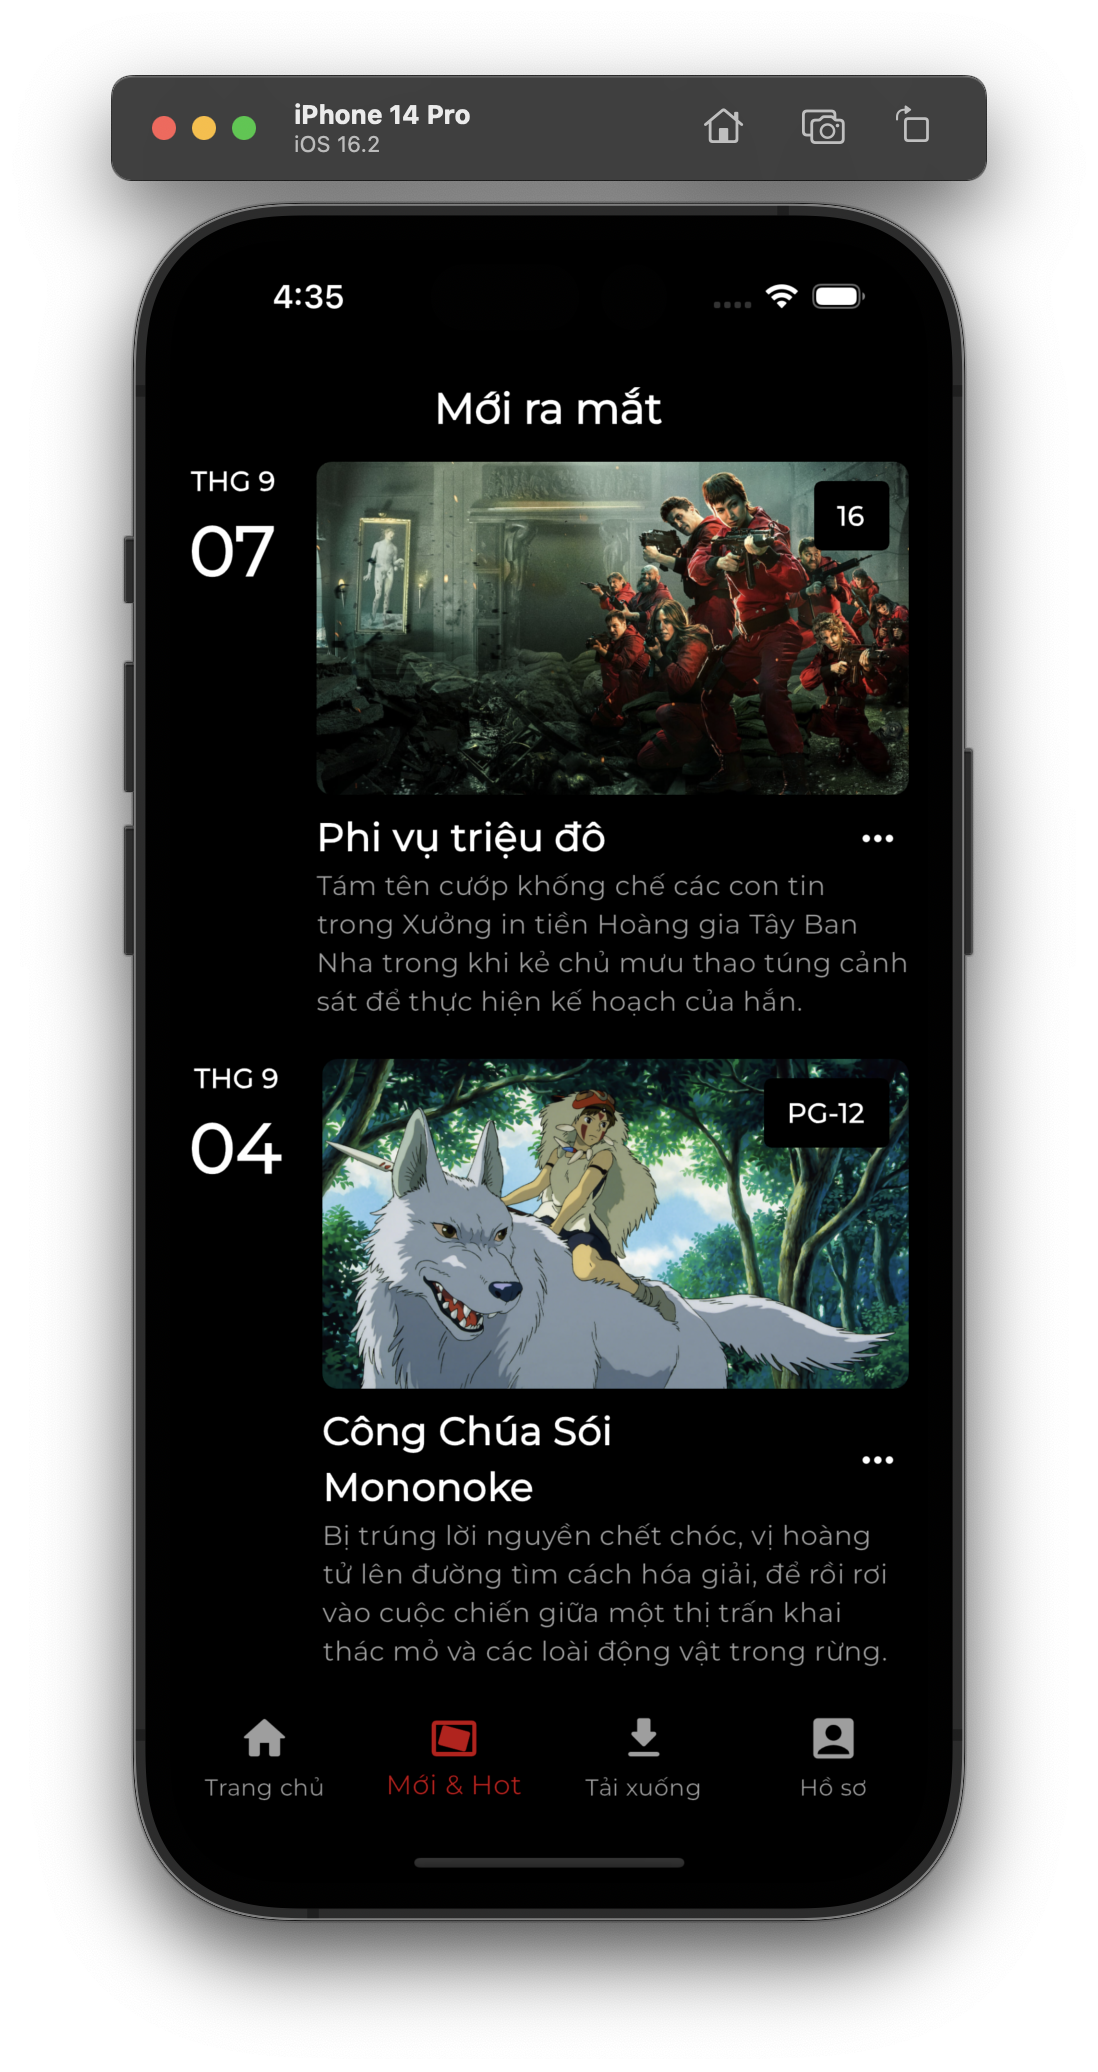 iPhone 14 Pro
iOS 16.2
4:35
Mới ra mắt
THG 9
07
16
Phi vụ triệu đô
Tám tên cướp khống chế các con tin
trong Xưởng in tiền Hoàng gia Tây Ban
Nha trong khi kẻ chủ mưu thao túng cảnh
sát để thực hiện kế hoạch của hắn.
THG 9
04
PG-12
Công Chúa Sói
Mononoke
Bị trúng lời nguyền chết chóc, vị hoàng
tử lên đường tìm cách hóa giải, để rồi rơi
vào cuộc chiến giữa một thị trấn khai
thác mỏ và các loài động vật trong rừng.
Trang chủ
Mới & Hot
Tải xuống
Hồ sơ